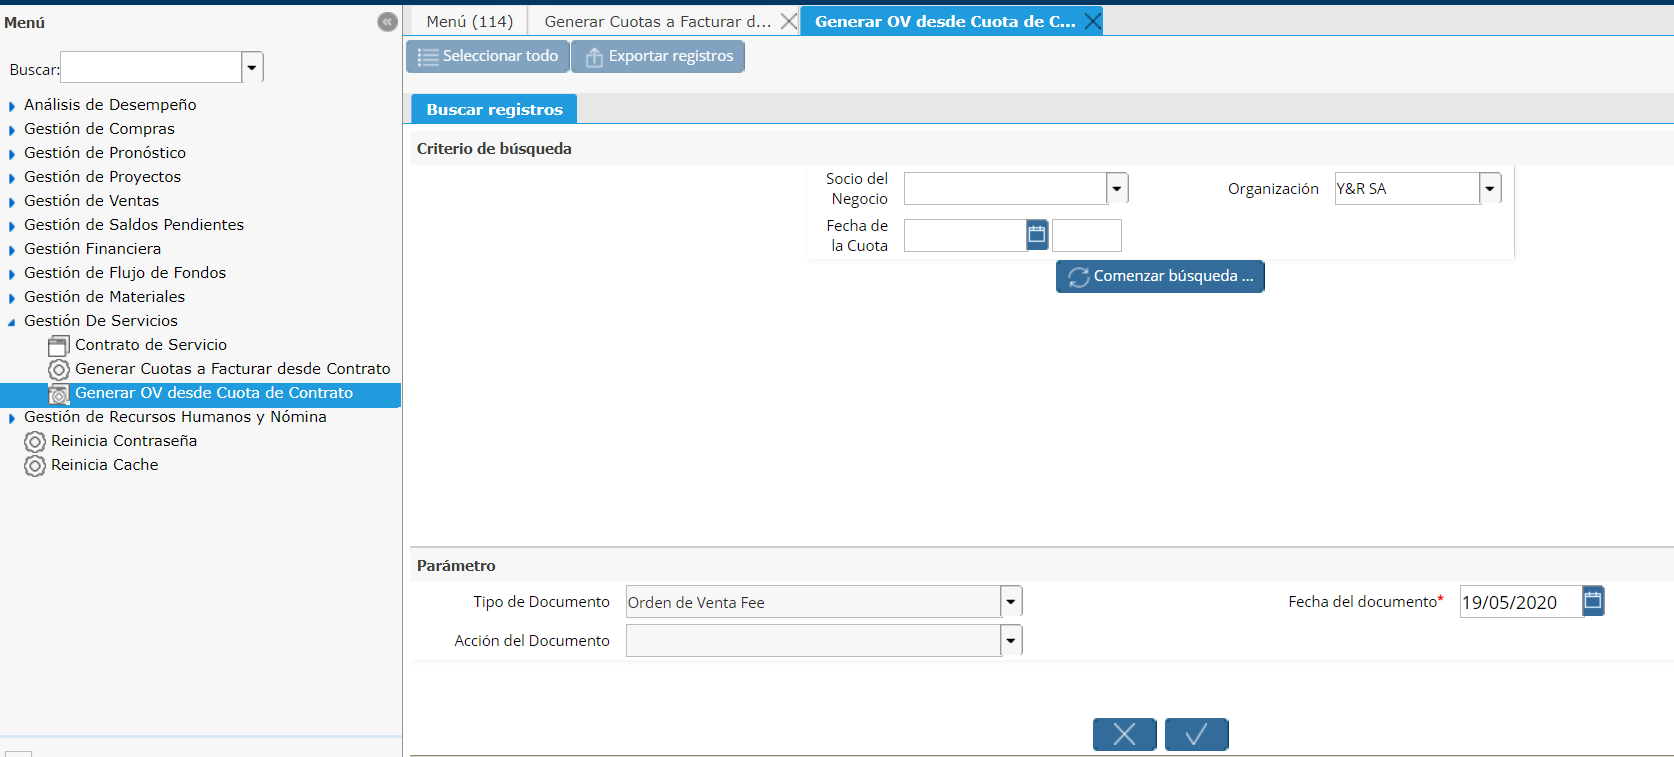 Menú
Buscar:
Análisis de Desempeño
Gestión de Compras
Gestión de Pronóstico
Gestión de Proyectos
Gestión de Ventas
Gestión de Saldos Pendientes
Gestión Financiera
Gestión de Flujo de Fondos
Gestión de Materiales
Gestión De Servicios
Contrato de Servicio
Generar Cuotas a Facturar desde Contrato
Generar OV desde Cuota de Contrato
Gestión de Recursos Humanos y Nómina
Reinicia Contraseña
Reinicia Cache
Menú (114)
Generar Cuotas a Facturar d...
Generar OV desde Cuota de C...
Seleccionar todo
Exportar registros
Buscar registros
Criterio de búsqueda
Socio del
Negocio
Organización
Y&R SA
Fecha de
la Cuota
Comenzar búsqueda ...
Parámetro
Tipo de Documento
Orden de Venta Fee
Fecha del documento*
19/05/2020
Acción del Documento